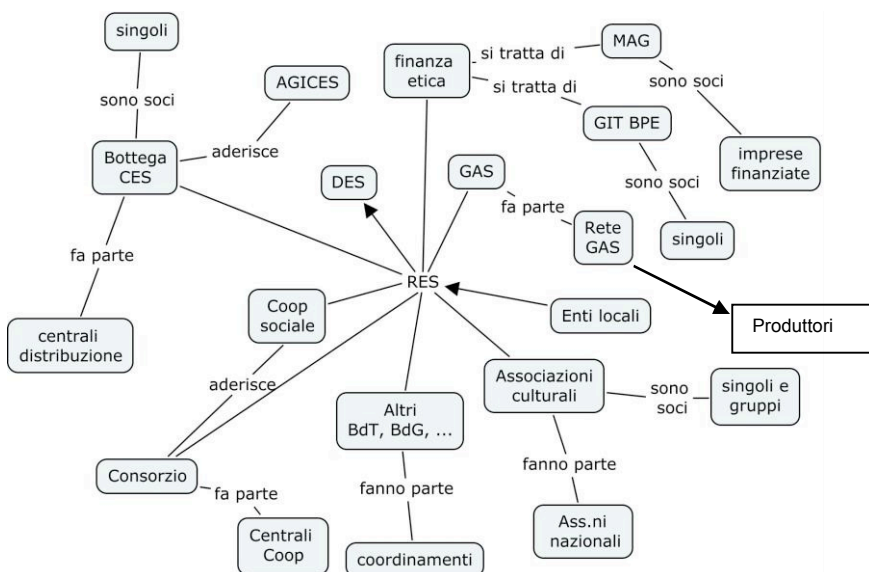 singoli
sono soci
AGICES
aderisce
Bottega
CES
fa parte
centrali
distribuzione
finanza
etica
si tratta di
MAG
si tratta di
sono soci
GIT BPE
imprese
finanziate
sono soci
singoli
DES
GAS
fa parte
Rete
GAS
RES
Enti locali
Produttori
Coop
sociale
aderisce
Consorzio
fa parte
Centrali
Coop
Altri
BdT, BdG, ...
fanno parte
coordinamenti
Associazioni
culturali
sono
soci
singoli e
gruppi
fanno parte
Ass.ni
nazionali